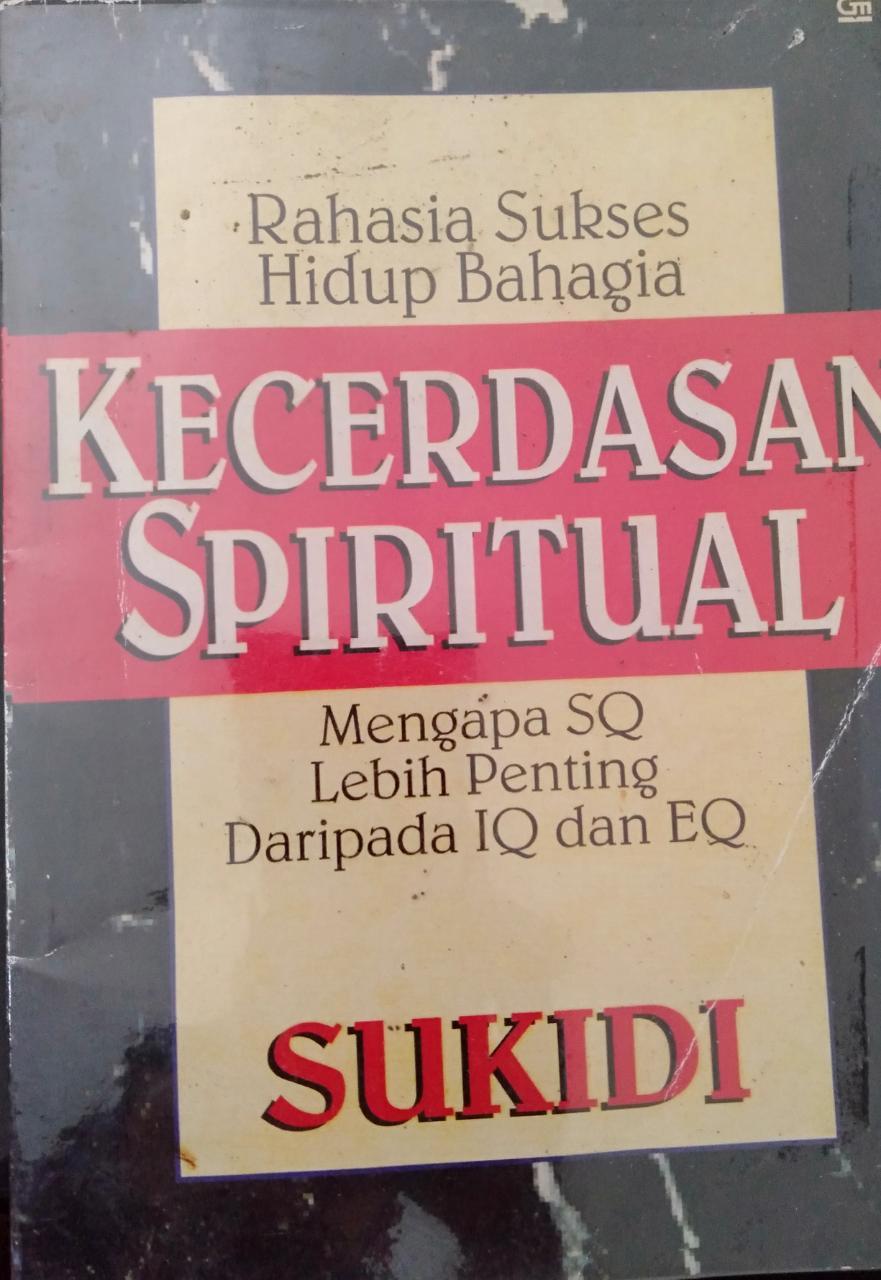 Rahasia Sukses
Hidup Bahagia
KECERDASAN
SPIRITUAL
Mengapa SQ
Lebih Penting
Daripada IQ dan EQ
SUKIDI